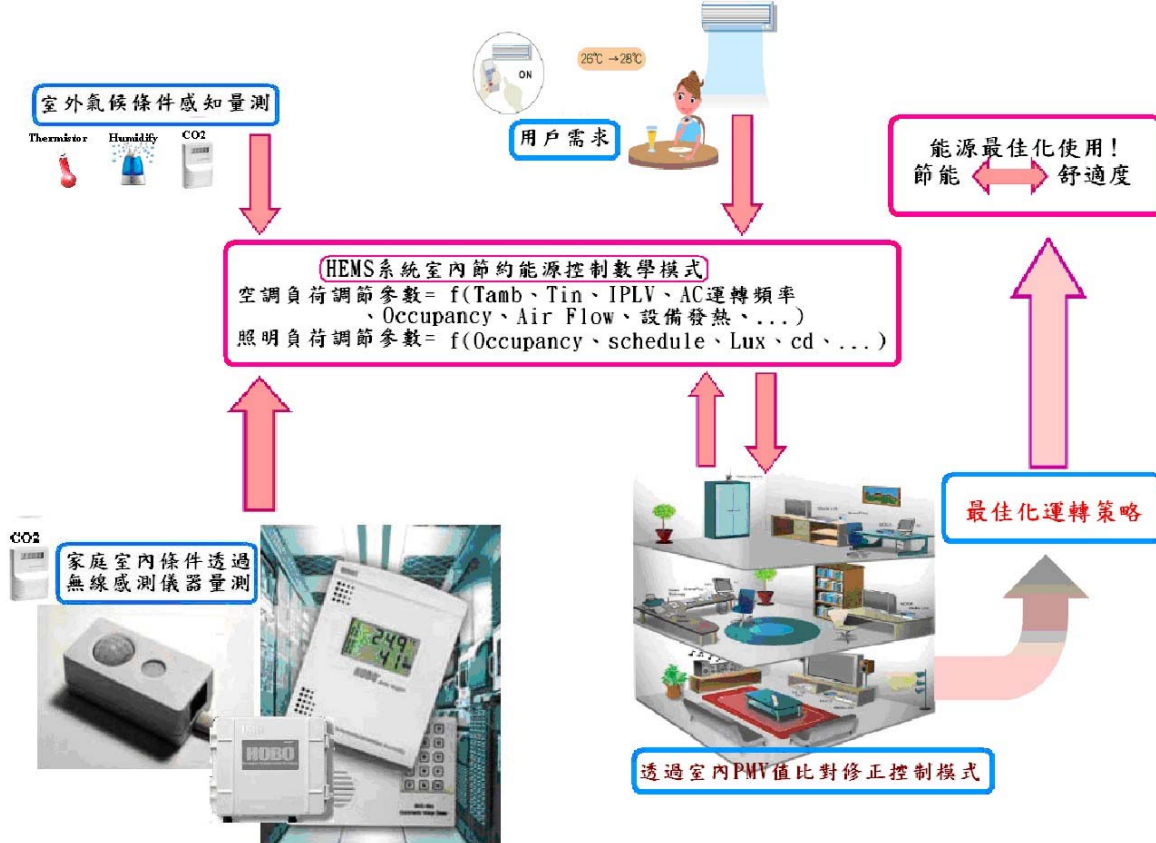 26℃→28℃
ON
室外氣候條件感知量測
Thermistor
Humidify
CO2
用戶需求
能源最佳化使用!
節能
舒適度
HEMS系統室內節約能源控制數學模式
空調負荷調節參數= f(Tamb、Tin、IPLV、AC運轉頻率
、Occupancy、Air Flow、設備發熱、...)
照明負荷調節參數= f(Occupancy、schedule、Lux、cd、...)
最佳化運轉策略
CO2
家庭室內條件透過
無線感測儀器量測
HOBO
HOBO
透過室內PMV值比對修正控制模式